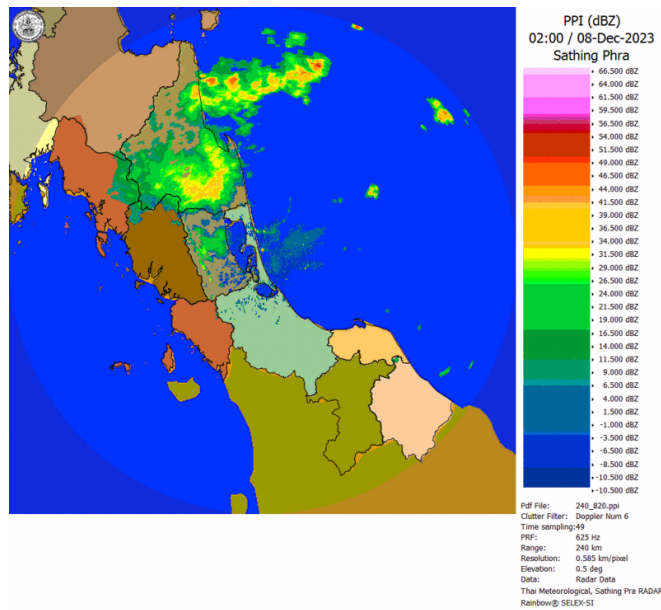 PPI (dBZ)
02:00 / 08-Dec-2023
Sathing Phra
66.500 dBZ
64.000 dBZ
61.500 dBZ
59.500 dBZ
56.500 dBZ
54.000 dBZ
51.500 dBZ
49.000 dBZ
46.500 dBZ
44.000 dBZ
41.500 dBZ
39.000 dBZ
36.500 dBZ
34.000 dBZ
31.500 dBZ
29.000 dBZ
26.500 dBZ
24.000 dBZ
21.500 dBZ
19.000 dBZ
16.500 dBZ
14.000 dBZ
11.500 dBZ
9.000 dBZ
6.500 dBZ
4.000 dBZ
1.500 dBZ
-1.000 dBZ
-3.500 dBZ
-6.500 dBZ
-8.500 dBZ
-10.500 dBZ
-10.500 dBZ
Pdf File: 240_820.ppi
Clutter Filter: Doppler Num 6
Time sampling:49
PRF: 625 Hz
Range: 240 km
Resolution: 0.585 km/pixel
Elevation: 0.5 deg
Data: Radar Data
Thai Meteorological, Sathing Pra RADAR
Rainbow® SELEX-SI